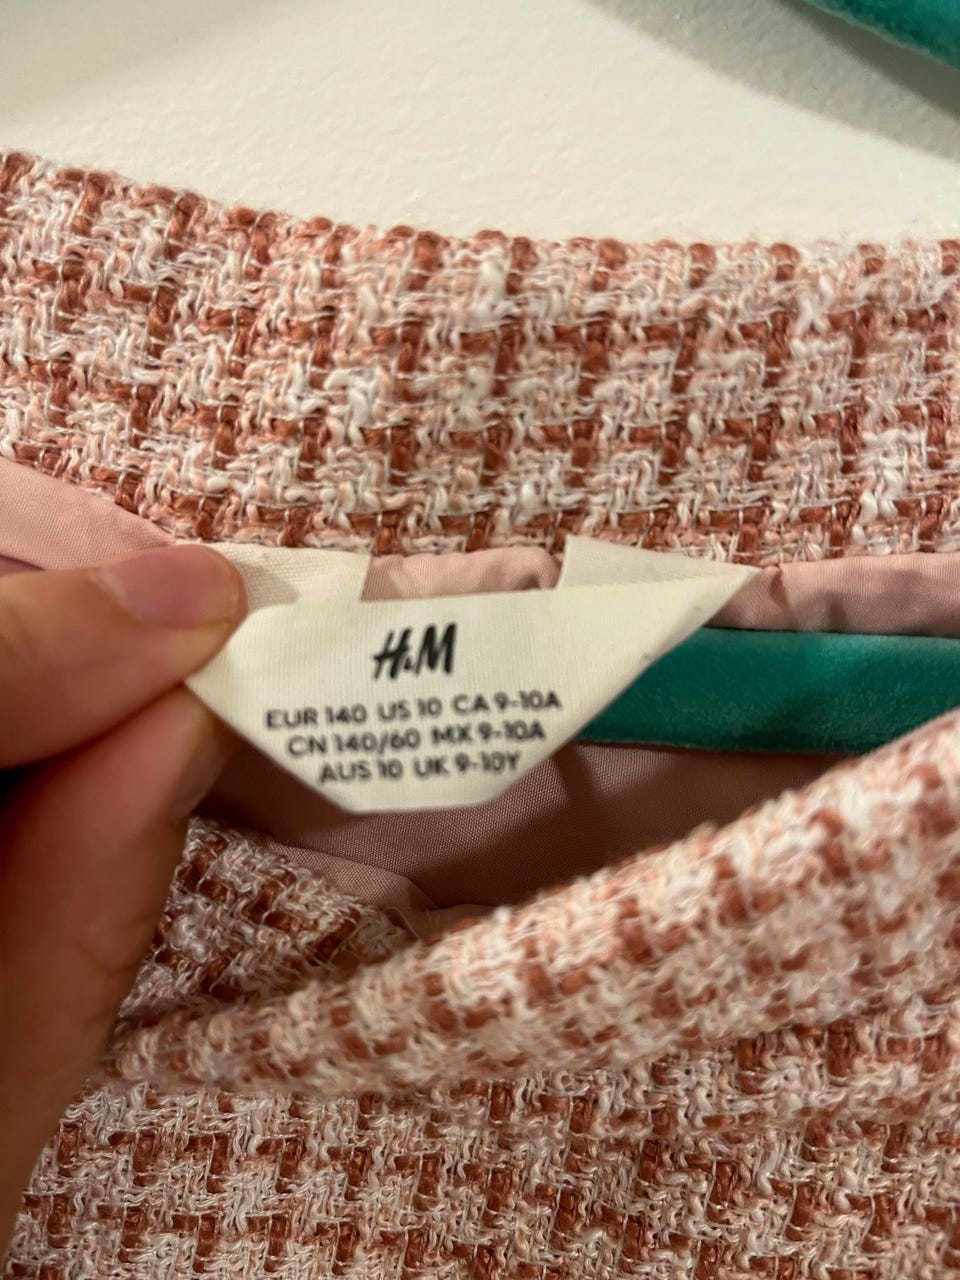 H&M
EUR 140 US 10 CA 9-10A
CN 140/60 MX 9-10A
AUS 10 UK 9-10Y